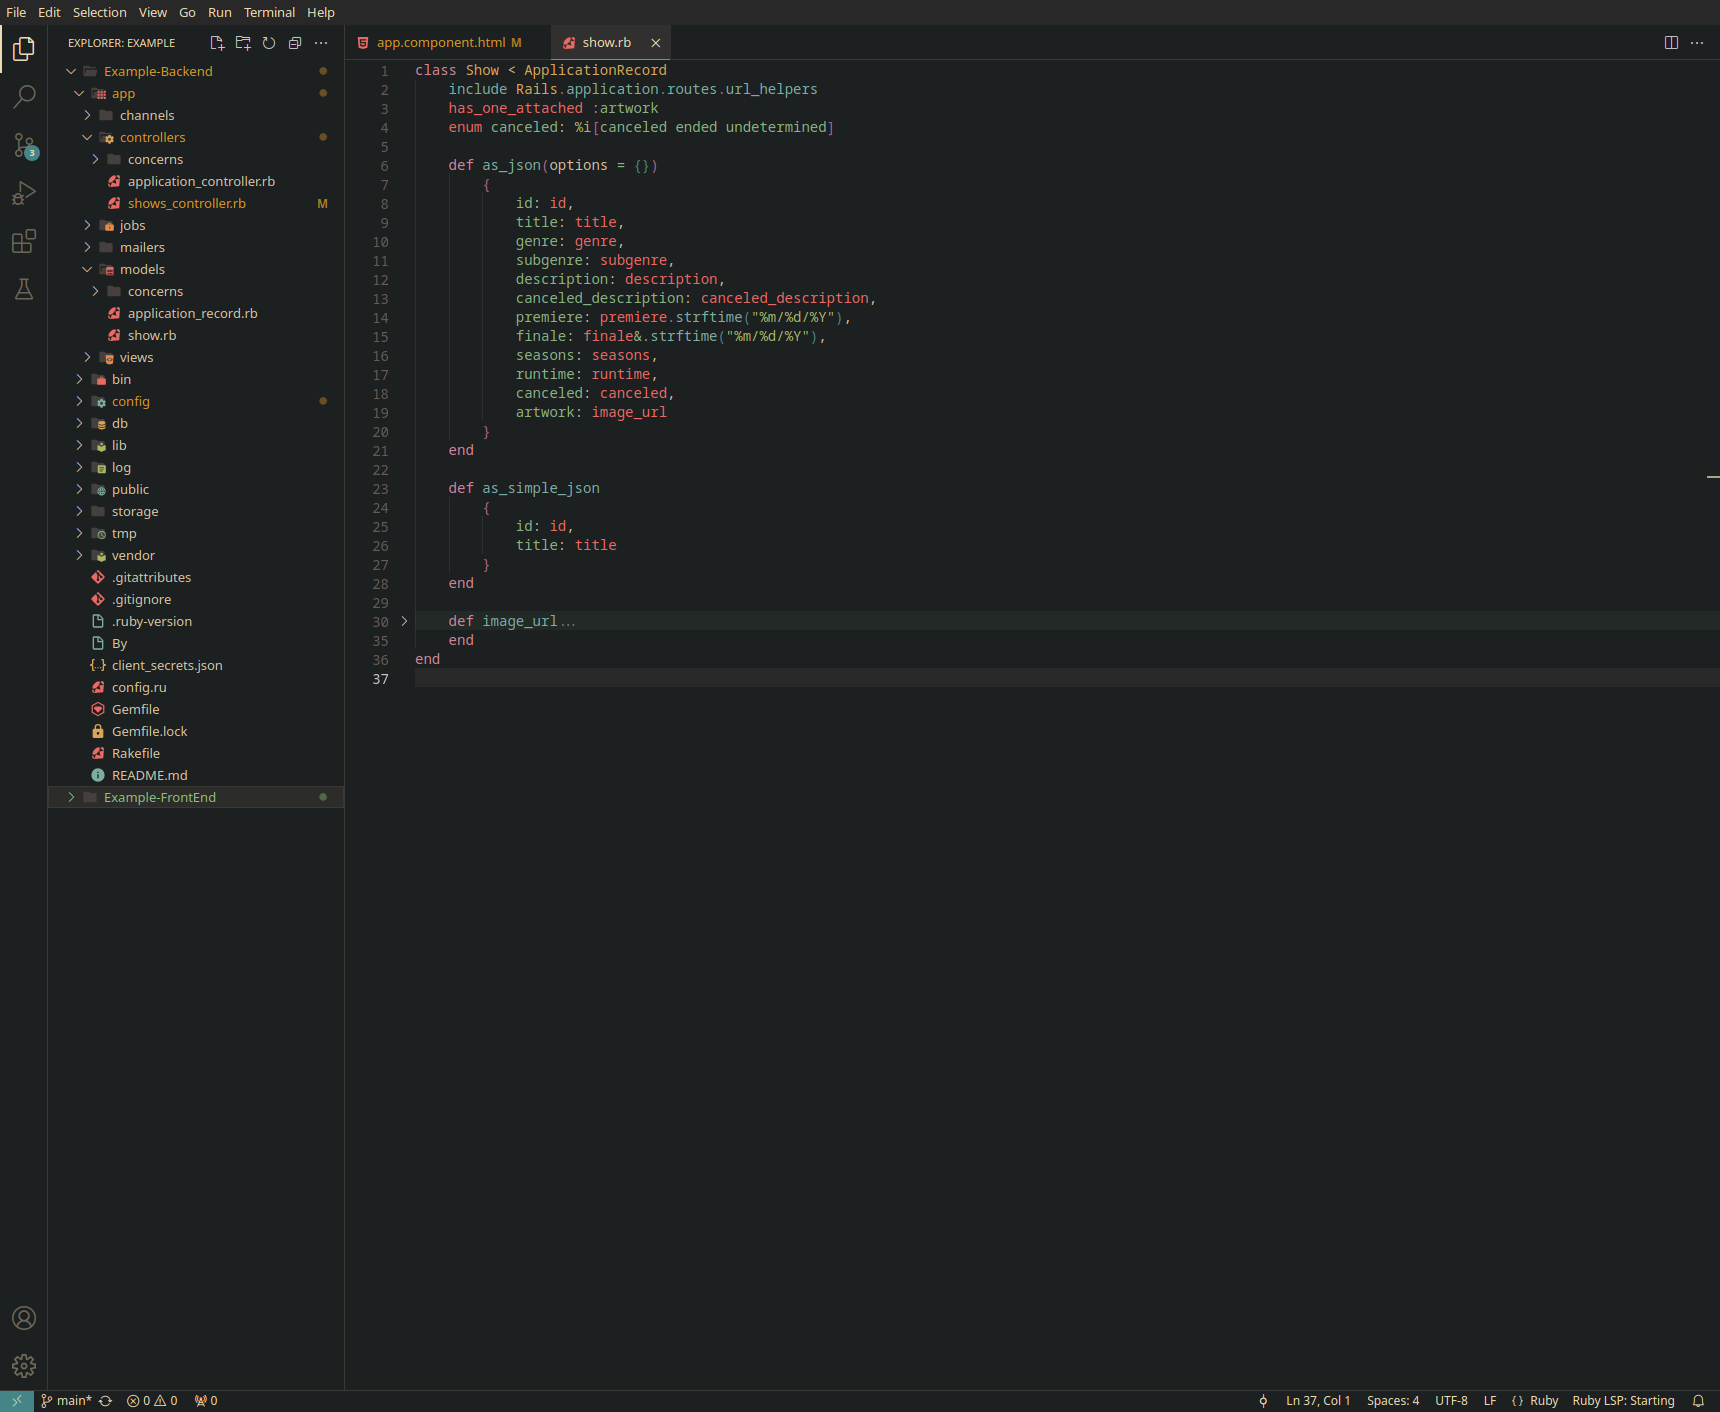 File Edit Selection View Go Run Terminal Help
EXPLORER: EXAMPLE
Example-Backend
app
channels
controllers
concerns
application_controller.rb
shows_controller.rb M
jobs
mailers
models
concerns
application_record.rb
show.rb
views
bin
config
db
lib
log
public
storage
tmp
vendor
.gitattributes
.gitignore
.ruby-version
By
client_secrets.json
config.ru
Gemfile
Gemfile.lock
Rakefile
README.md
Example-FrontEnd
3
app.component.html M show.rb
1 class Show < ApplicationRecord
2 include Rails.application.routes.url_helpers
3 has_one_attached :artwork
4 enum canceled: %i[canceled ended undetermined]
5
6 def as_json(options = {})
7 {
8 id: id,
9 title: title,
10 genre: genre,
11 subgenre: subgenre,
12 description: description,
13 canceled_description: canceled_description,
14 premiere: premiere.strftime("%m/%d/%Y"),
15 finale: finale&.strftime("%m/%d/%Y"),
16 seasons: seasons,
17 runtime: runtime,
18 canceled: canceled,
19 artwork: image_url
20 }
21 end
22
23 def as_simple_json
24 {
25 id: id,
26 title: title
27 }
28 end
29
30 def image_url...
35 end
36 end
37
main* 0 0 0 Ln 37, Col 1 Spaces: 4 UTF-8 LF {} Ruby Ruby LSP: Starting